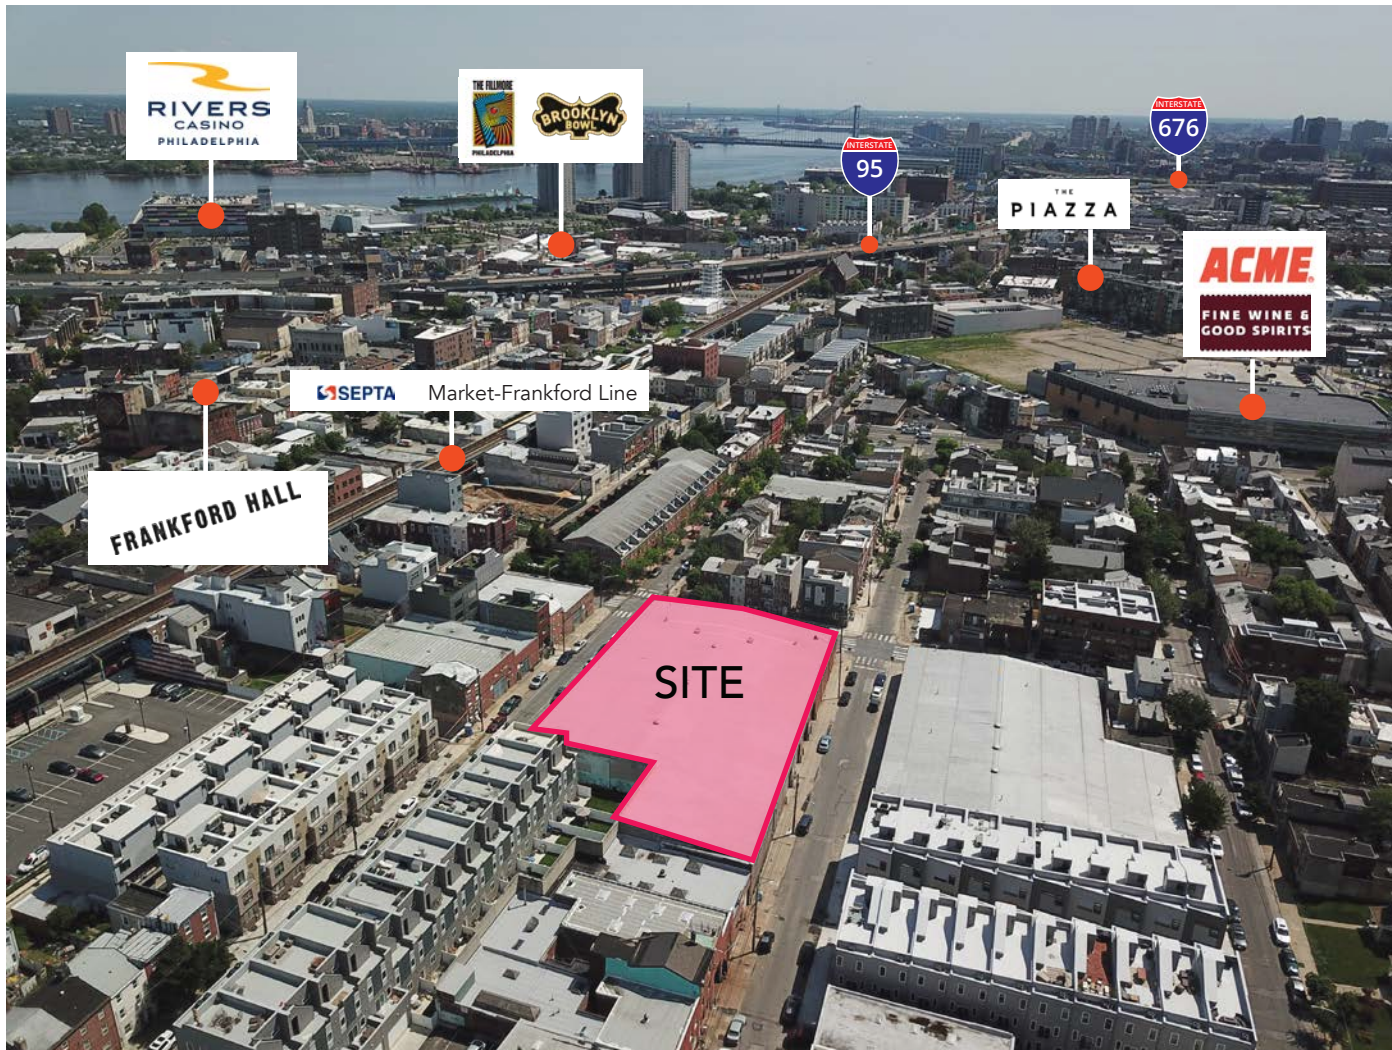 RIVERS
CASINO
PHILADELPHIA
THE FILLMORE
PHILADELPHIA
BROOKLYN
BOWL
INTERSTATE
95
INTERSTATE
676
THE
PIAZZA
ACME
FINE WINE &
GOOD SPIRITS
SEPTA Market-Frankford Line
FRANKFORD HALL
SITE